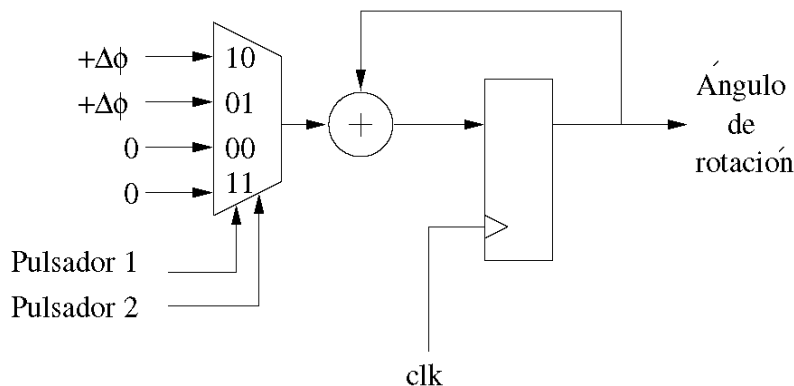 +Δϕ 10
+Δϕ 01
0 00
0 11
+
Ángulo
de
rotación
Pulsador 1
Pulsador 2
clk